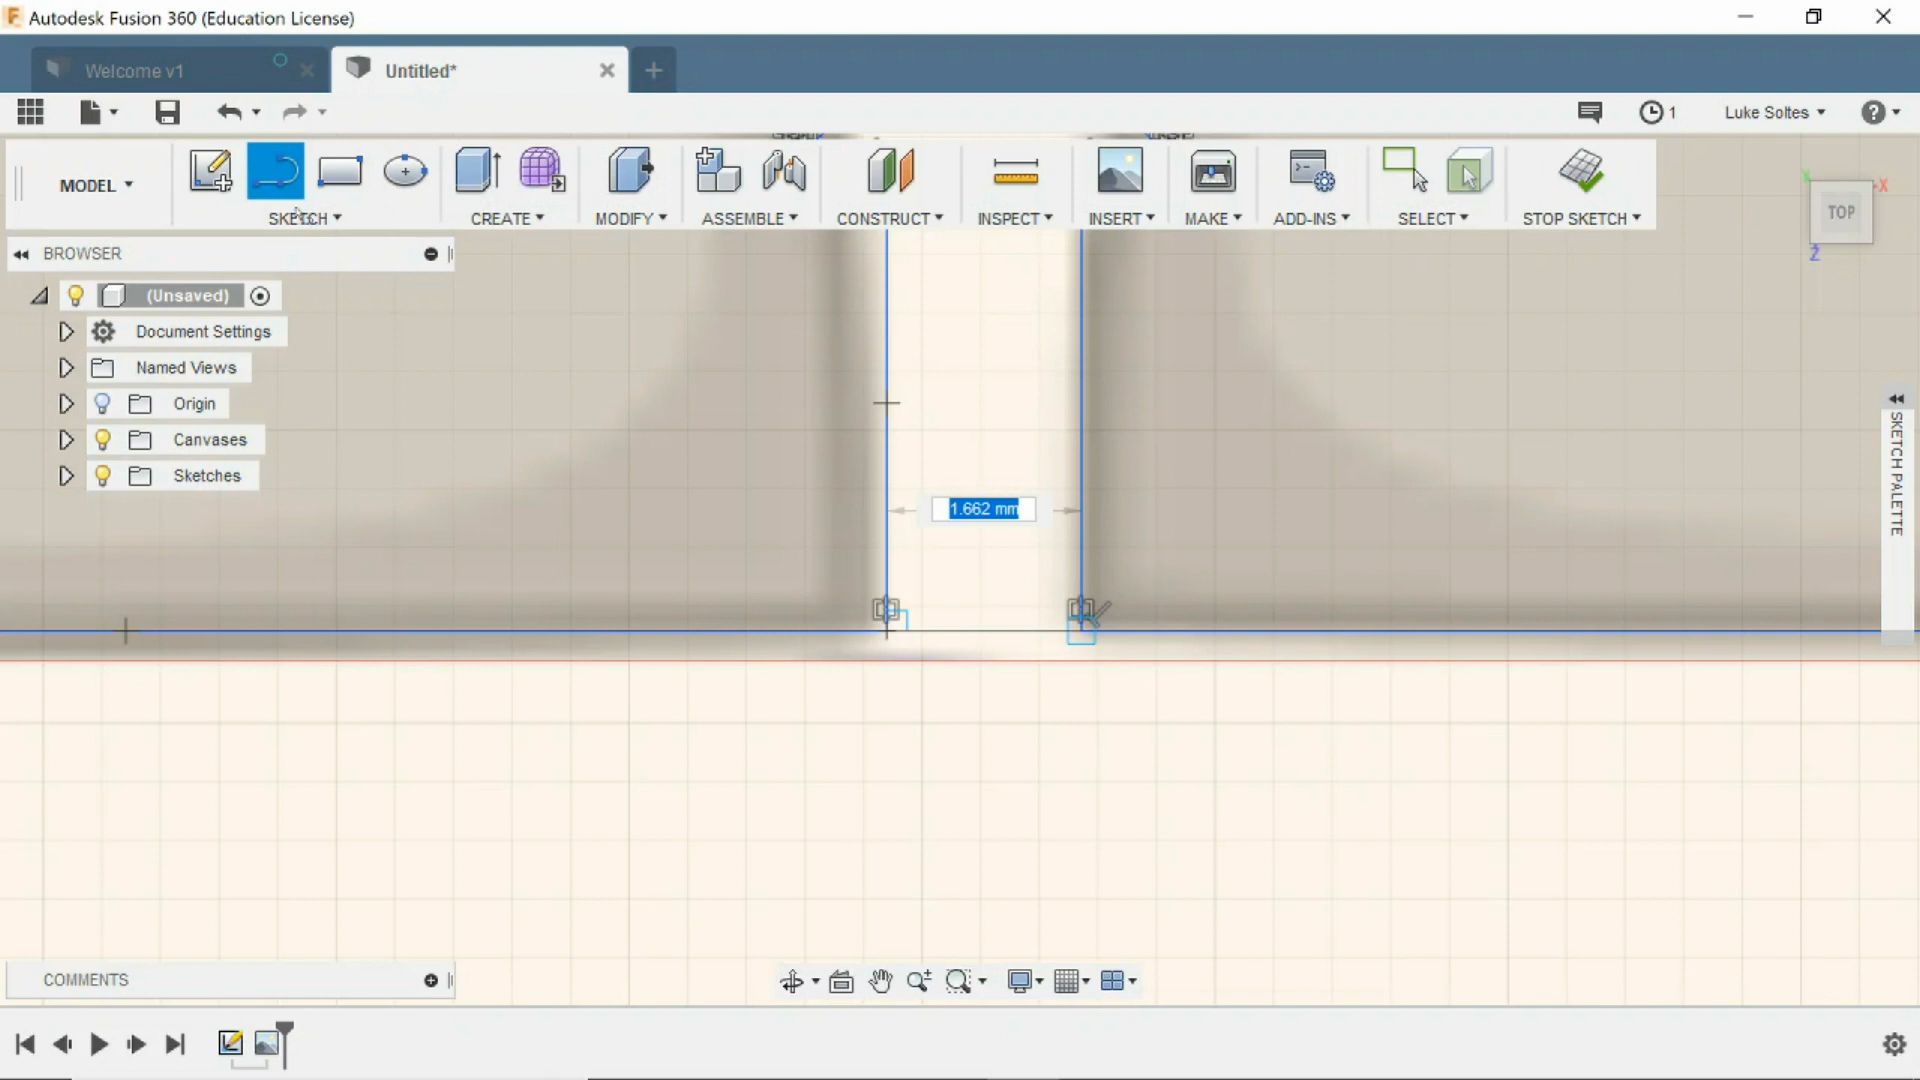 Autodesk Fusion 360 (Education License)
Welcome v1
Untitled*
1
Luke Soltes
MODEL
SKETCH
CREATE
MODIFY
ASSEMBLE
CONSTRUCT
INSPECT
INSERT
MAKE
ADD-INS
SELECT
STOP SKETCH
TOP
X
Y
Z
BROWSER
(Unsaved)
Document Settings
Named Views
Origin
Canvases
Sketches
SKETCH PALETTE
1.662 mm
COMMENTS